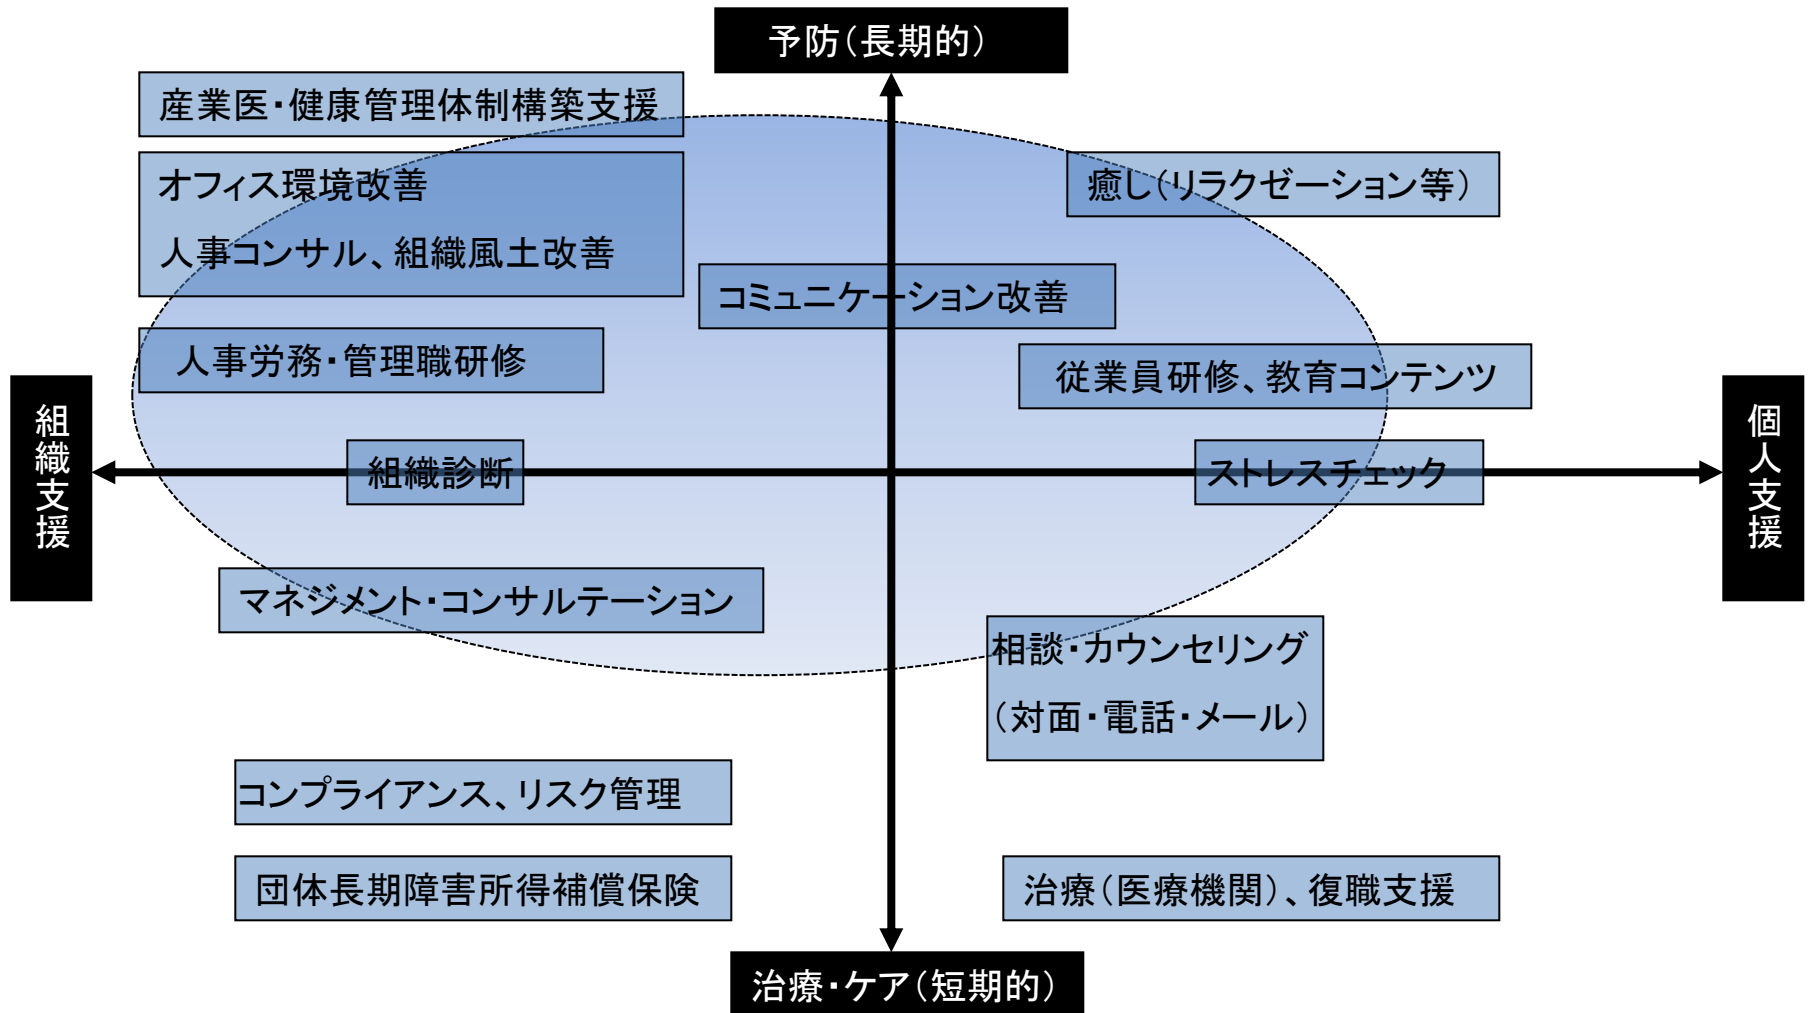 予防（長期的）
産業医・健康管理体制構築支援
オフィス環境改善
人事コンサル、組織風土改善
癒し（リラクゼーション等）
コミュニケーション改善
人事労務・管理職研修
従業員研修、教育コンテンツ
組織支援
組織診断
ストレスチェック
個人支援
マネジメント・コンサルテーション
相談・カウンセリング
（対面・電話・メール）
コンプライアンス、リスク管理
団体長期障害所得補償保険
治療（医療機関）、復職支援
治療・ケア（短期的）